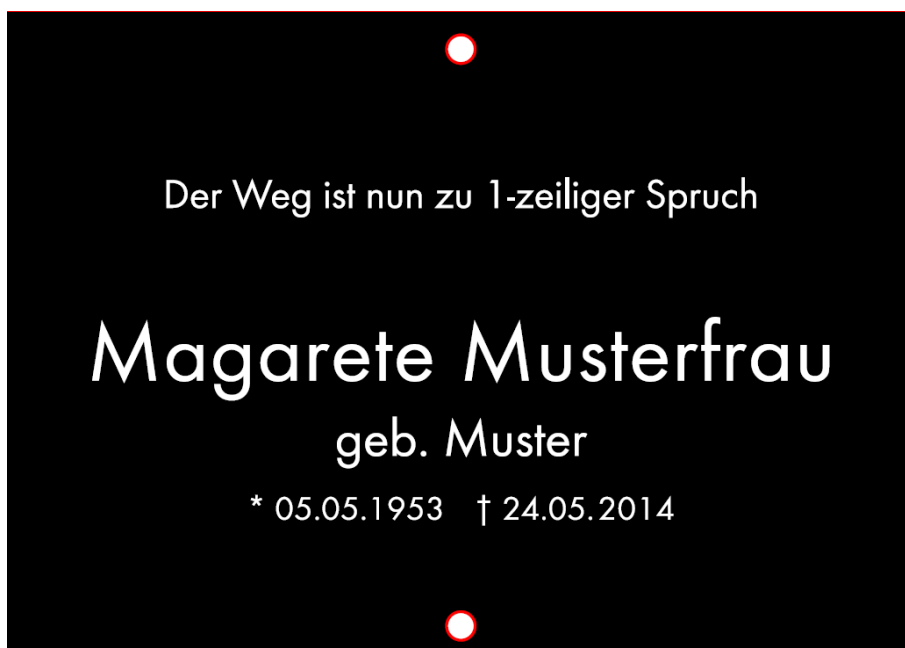 Der Weg ist nun zu 1-zeiliger Spruch
Magarete Musterfrau
geb. Muster
* 05.05.1953 † 24.05.2014